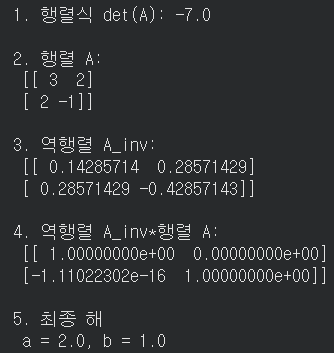 1. 행렬식 det(A): -7.0
2. 행렬 A:
[[ 3  2]
[ 2 -1]]
3. 역행렬 A_inv:
[[ 0.14285714  0.28571429]
[ 0.28571429 -0.42857143]]
4. 역행렬 A_inv*행렬 A:
[[ 1.00000000e+00  0.00000000e+00]
[-1.11022302e-16  1.00000000e+00]]
5. 최종 해
a = 2.0, b = 1.0